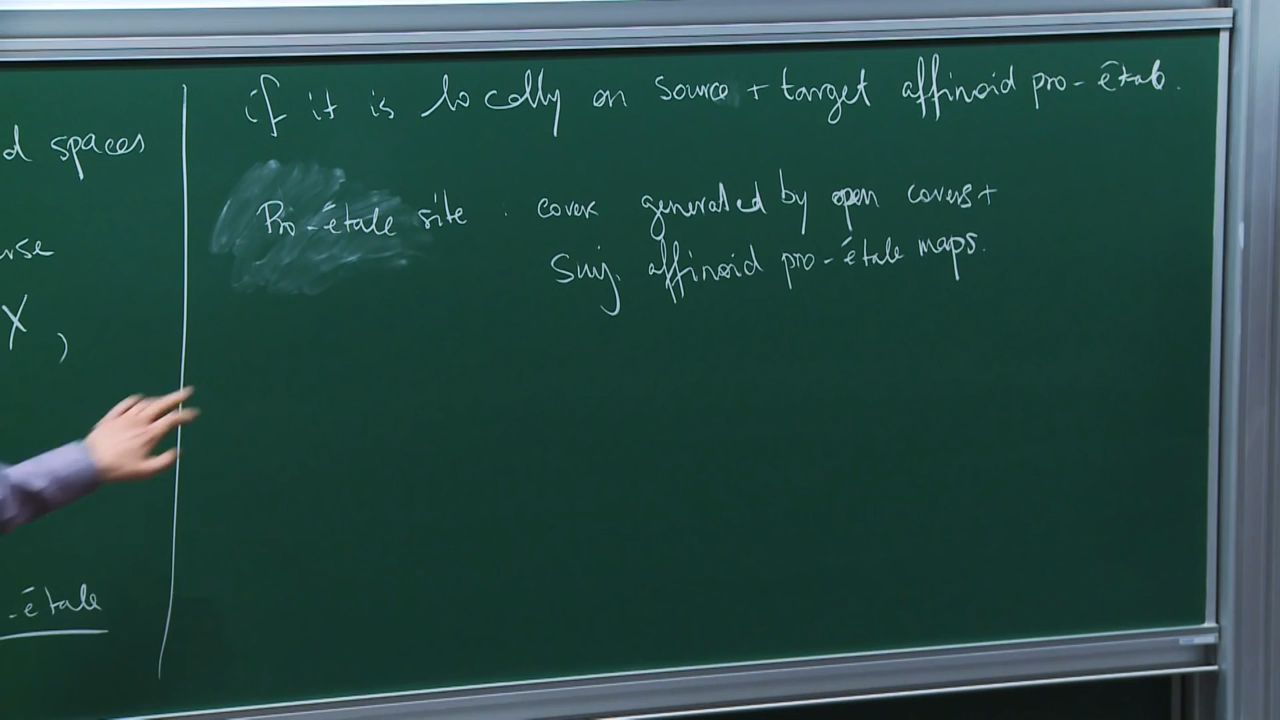 d spaces
X , )
-étale
if it is locally on source + target affinoid pro-étale.
Pro-étale site : cover generated by open covers +
Surj. affinoid pro-étale maps.